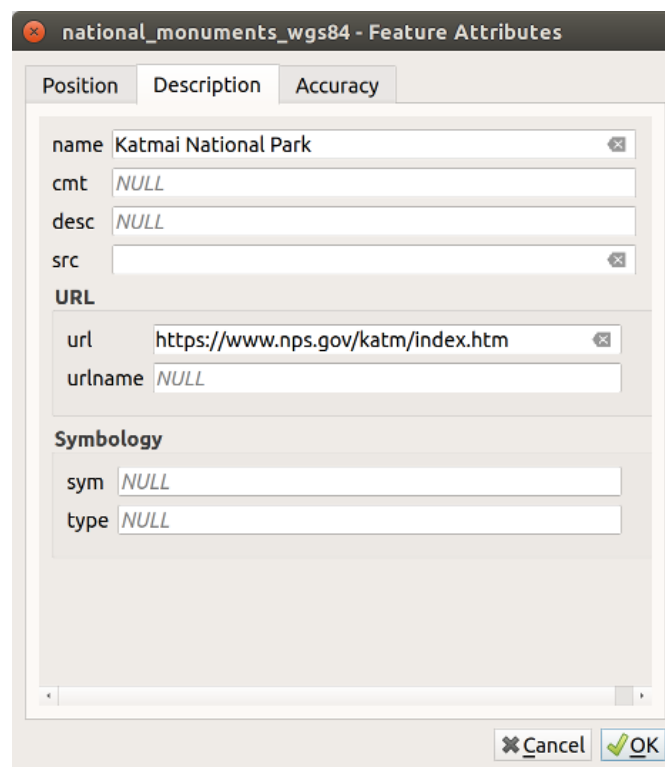 national_monuments_wgs84 - Feature Attributes
Position Description Accuracy
name Katmai National Park
cmt NULL
desc NULL
src
URL
url https://www.nps.gov/katm/index.htm
urlname NULL
Symbology
sym NULL
type NULL
Cancel OK